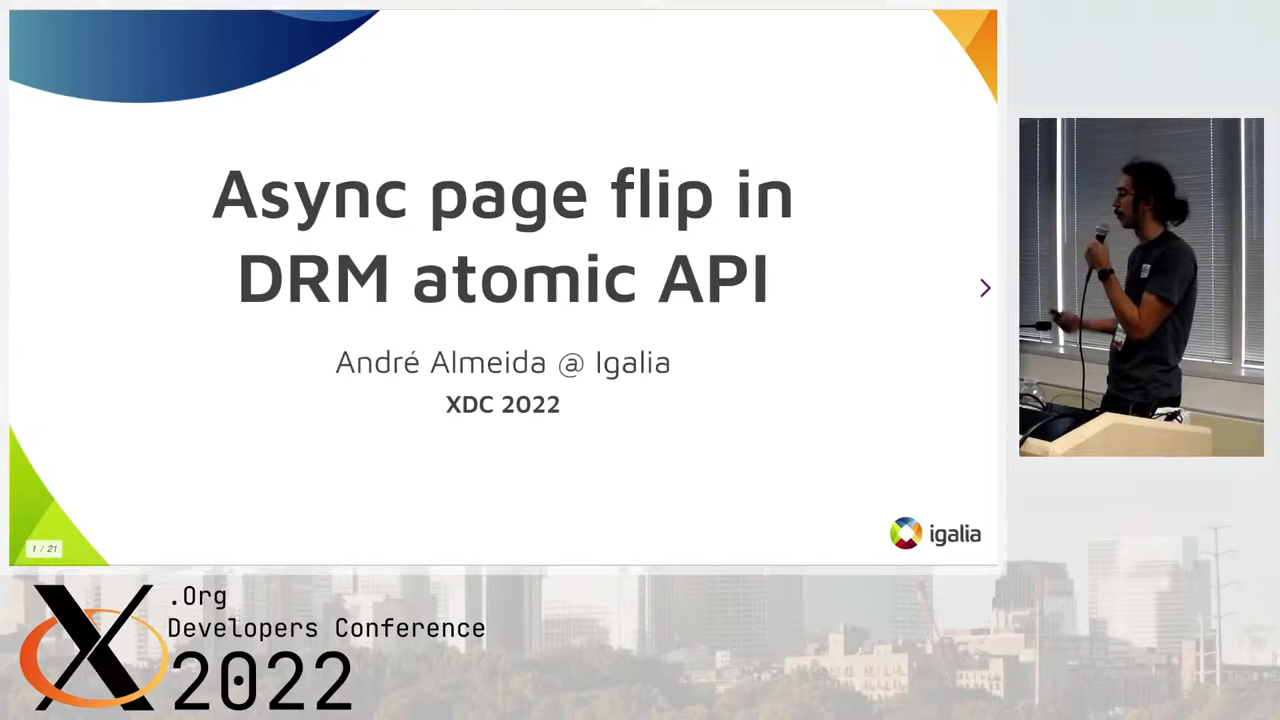 Async page flip in
DRM atomic API
André Almeida @ Igalia
XDC 2022
igalia
1 / 21
.Org
Developers Conference
2022